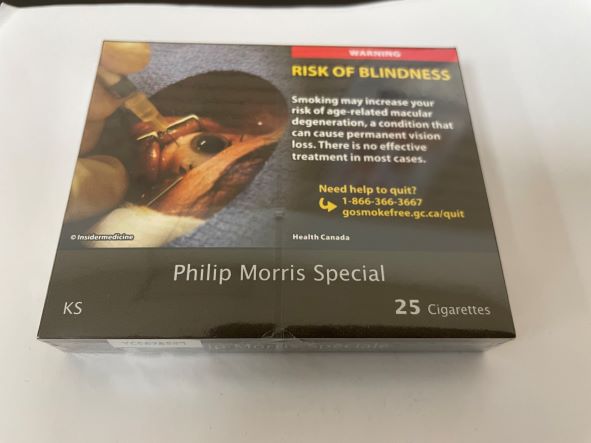 WARNING
RISK OF BLINDNESS
Smoking may increase your
risk of age-related macular
degeneration, a condition that
can cause permanent vision
loss. There is no effective
treatment in most cases.
Need help to quit?
1-866-366-3667
gosmokefree.gc.ca/quit
© Insidermedicine
Health Canada
Philip Morris Special
KS
25 Cigarettes
Morris Speciale